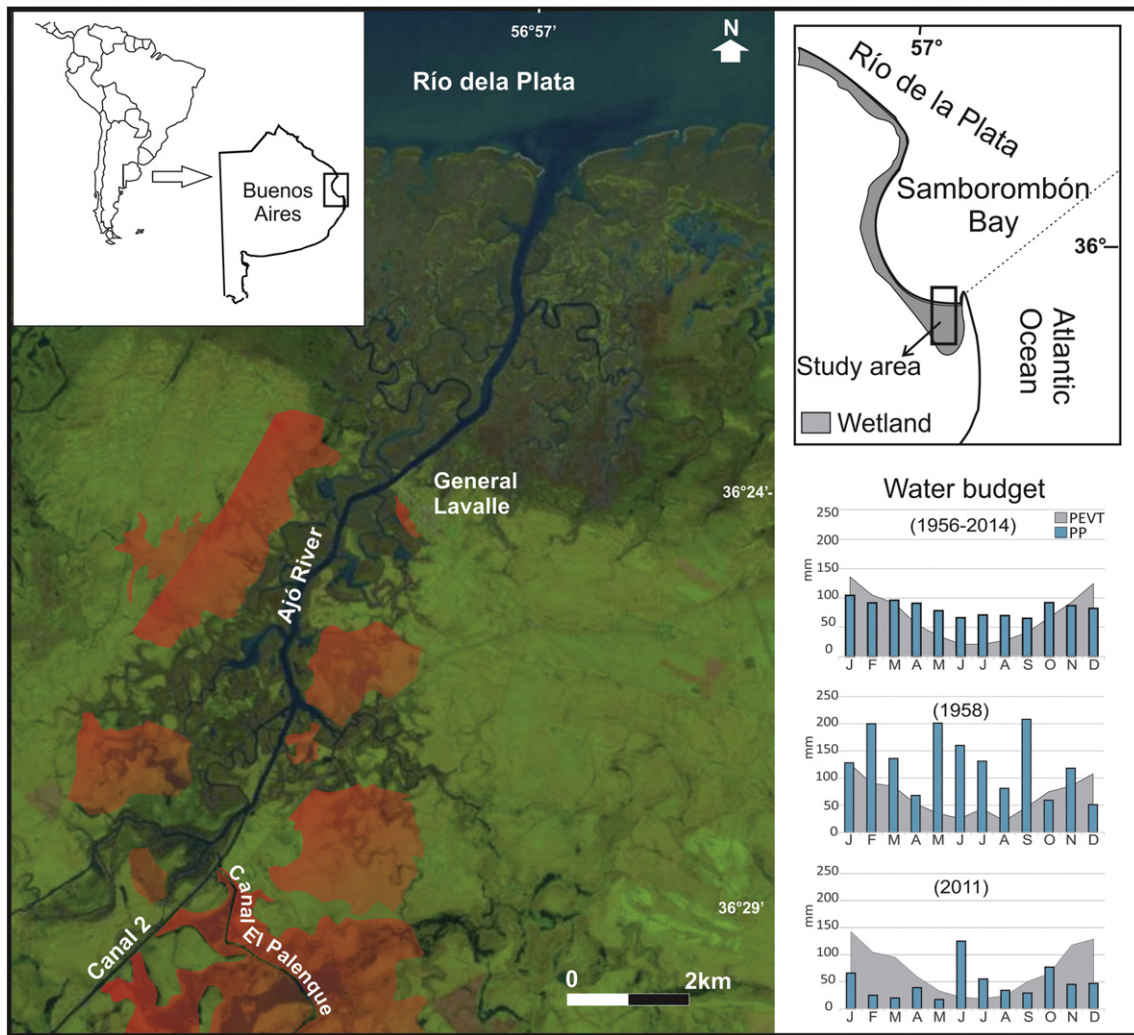 56°57'
N
Río dela Plata
Buenos
Aires
General
Lavalle
36°24'-
Ajó River
36°29'
Canal 2
Canal El Palenque
0 2km
57°
Río de la Plata
Samborombón
Bay
36°
Atlantic
Ocean
Study area
Wetland
Water budget
(1956-2014)
PEVT
PP
mm
250
200
150
100
50
0
J F M A M J J A S O N D
(1958)
mm
250
200
150
100
50
0
J F M A M J J A S O N D
(2011)
mm
250
200
150
100
50
0
J F M A M J J A S O N D